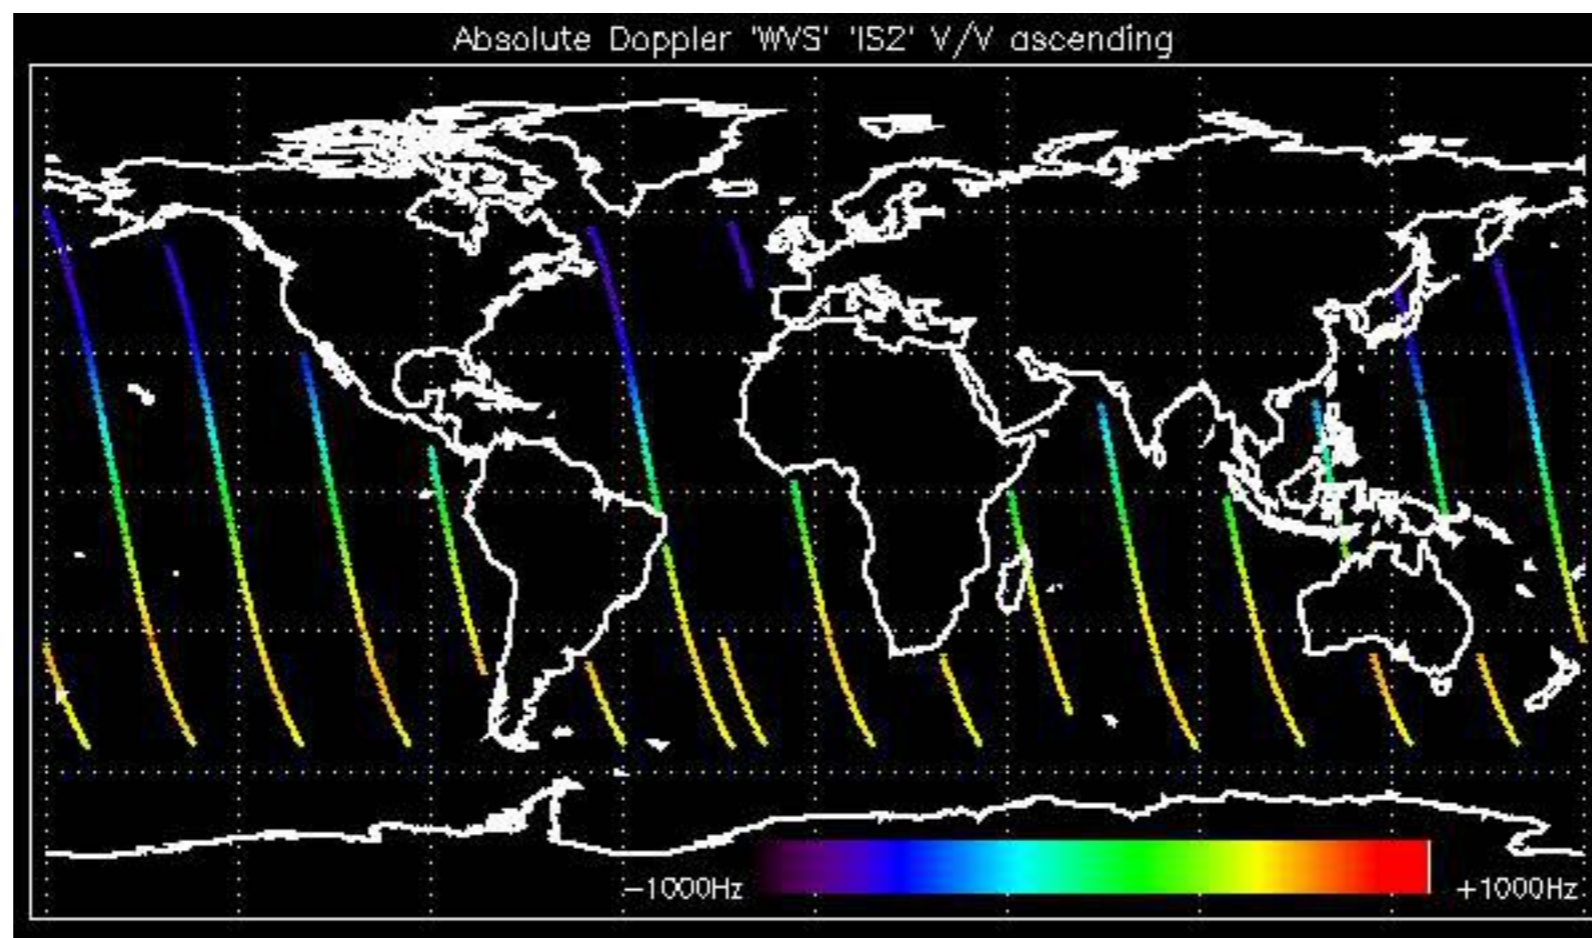 Absolute Doppler 'WVS' 'IS2' V/V ascending
−1000Hz
+1000Hz